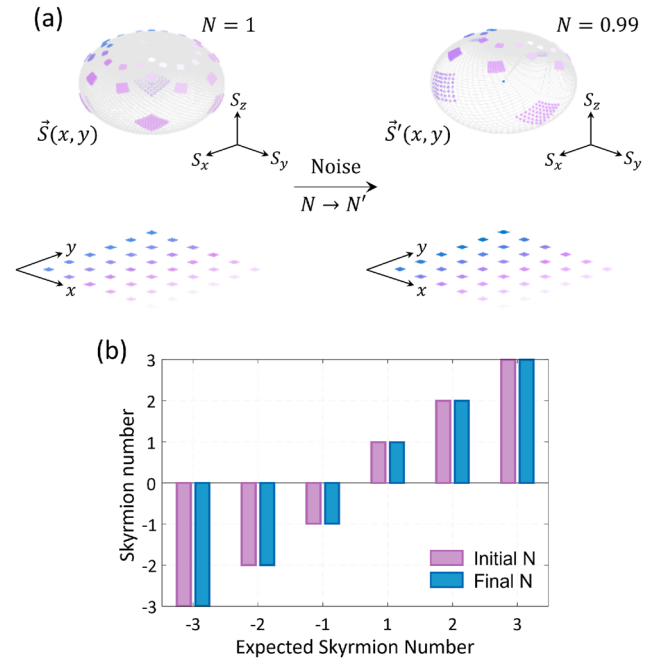 (a)
N = 1
N = 0.99
S_z
S_z
S⃗(x, y)
S⃗′(x, y)
S_x
S_y
S_x
S_y
Noise
N → N′
y
y
x
x
(b)
3
2
1
0
-1
-2
-3
Skyrmion number
Initial N
Final N
-3 -2 -1 1 2 3
Expected Skyrmion Number